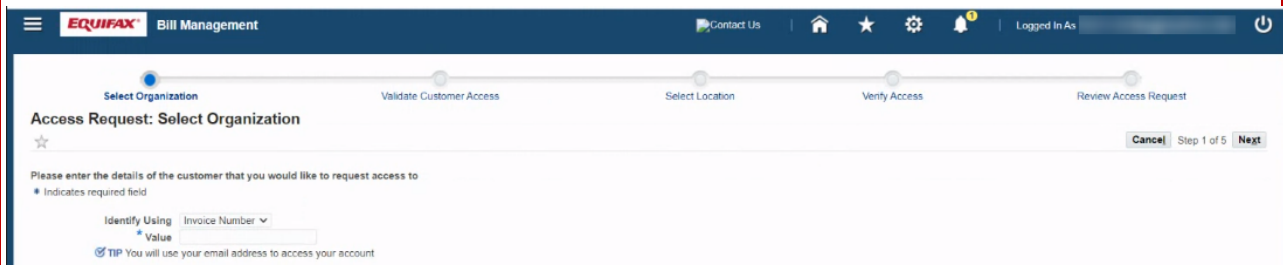 EQUIFAX Bill Management Contact Us 1 Logged In As
Select Organization Validate Customer Access Select Location Verify Access Review Access Request
Access Request: Select Organization
Cancel Step 1 of 5 Next
Please enter the details of the customer that you would like to request access to
* Indicates required field
Identify Using Invoice Number
* Value
TIP You will use your email address to access your account